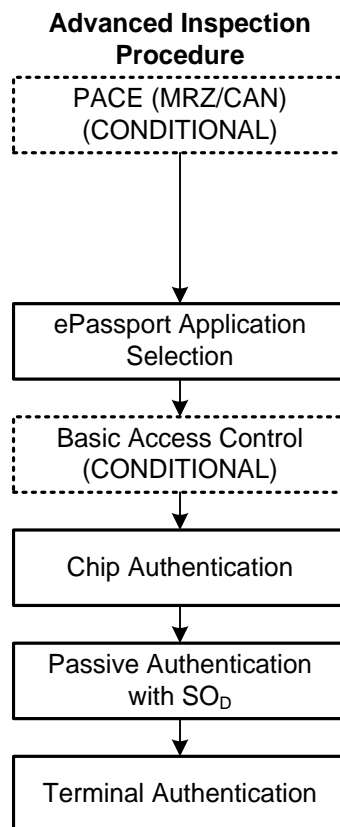 Advanced Inspection
Procedure
PACE (MRZ/CAN)
(CONDITIONAL)
ePassport Application
Selection
Basic Access Control
(CONDITIONAL)
Chip Authentication
Passive Authentication
with SOD
Terminal Authentication